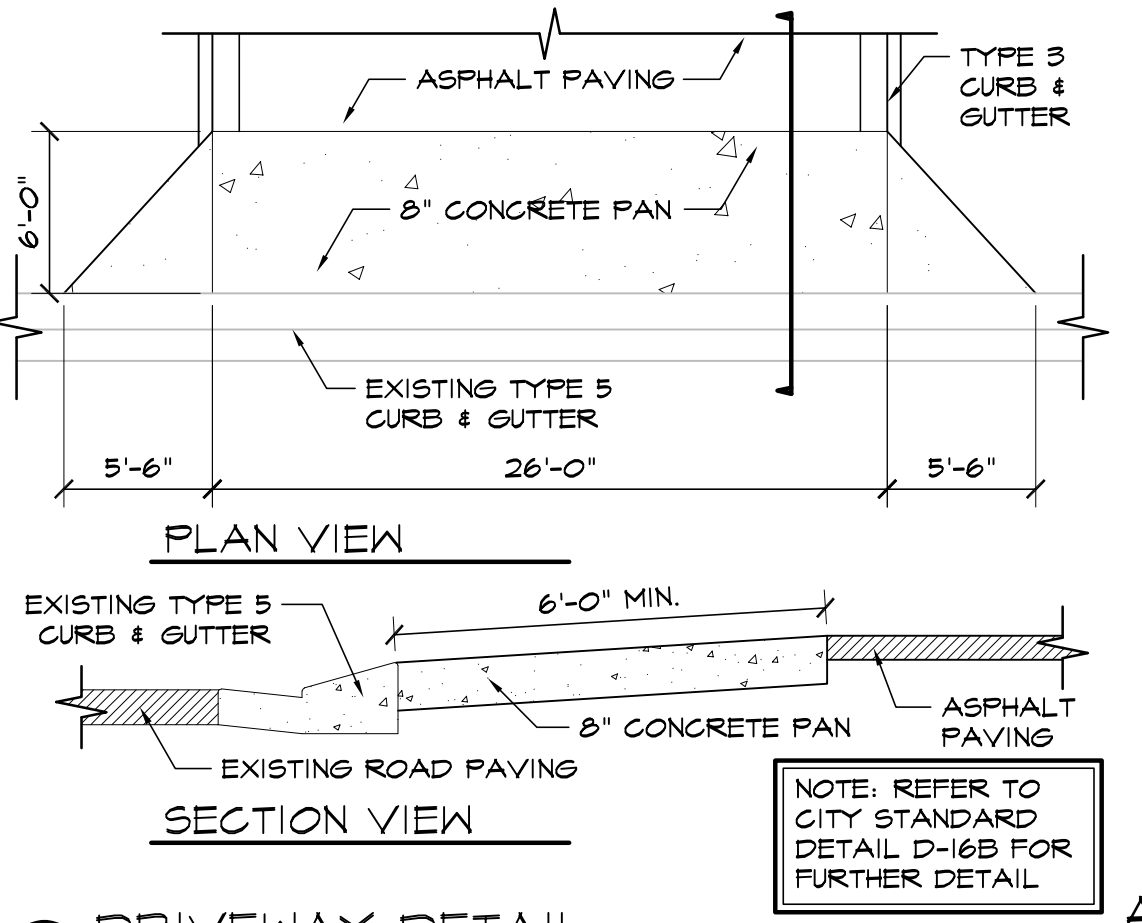 ASPHALT PAVING
TYPE 3
CURB &
GUTTER
6'-0"
8" CONCRETE PAN
EXISTING TYPE 5
CURB & GUTTER
5'-6"
26'-0"
5'-6"
PLAN VIEW
EXISTING TYPE 5
CURB & GUTTER
6'-0" MIN.
8" CONCRETE PAN
ASPHALT
PAVING
EXISTING ROAD PAVING
SECTION VIEW
NOTE: REFER TO
CITY STANDARD
DETAIL D-16B FOR
FURTHER DETAIL
DRIVEWAY DETAIL